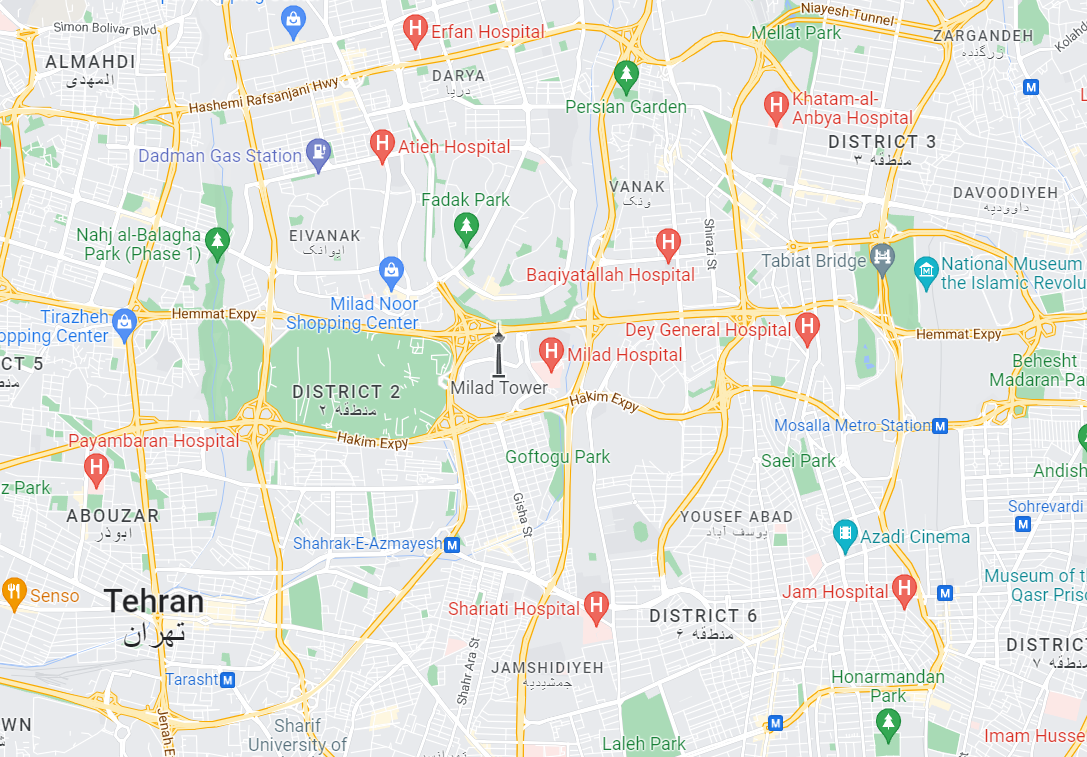 opping Center
Simon Bolivar Blvd
ALMAHDI
المهدی
Erfan Hospital
Niayesh Tunnel
Mellat Park
ZARGANDEH
زرگنده
Kolahd
DARYA
دریا
Hashemi Rafsanjani Hwy
Persian Garden
Khatam-al-
Anbya Hospital
L
Dadman Gas Station
Atieh Hospital
DISTRICT 3
منطقه ۳
VANAK
ونک
DAVOODIYEH
داوودیه
Fadak Park
Nahj al-Balagha
Park (Phase 1)
EIVANAK
ایوانک
Shirazi St
Baqiyatallah Hospital
Tabiat Bridge
National Museum
the Islamic Revolu
Milad Noor
Shopping Center
Tirazheh
opping Center
Hemmat Expy
Dey General Hospital
Hemmat Expy
Milad Hospital
CT 5
منط
Milad Tower
DISTRICT 2
منطقه ۲
Behesht
Madaran Par
Hakim Expy
Hakim Expy
Payambaran Hospital
Mosalla Metro Station
Goftogu Park
Saei Park
Andish
z Park
ABOUZAR
ابوذر
Gisha St
YOUSEF ABAD
یوسف آباد
Sohrevardi
Shahrak-E-Azmayesh
Azadi Cinema
Museum of th
Qasr Priso
Senso
Tehran
تهران
Shariati Hospital
Jam Hospital
DISTRICT 6
منطقه ۶
DISTRICT
منطقه ۷
JAMSHIDIYEH
جمشیدیه
Shahr Ara St
Tarasht
Honarmandan
Park
WN
Jenah E
Sharif
University of
Laleh Park
Imam Husse